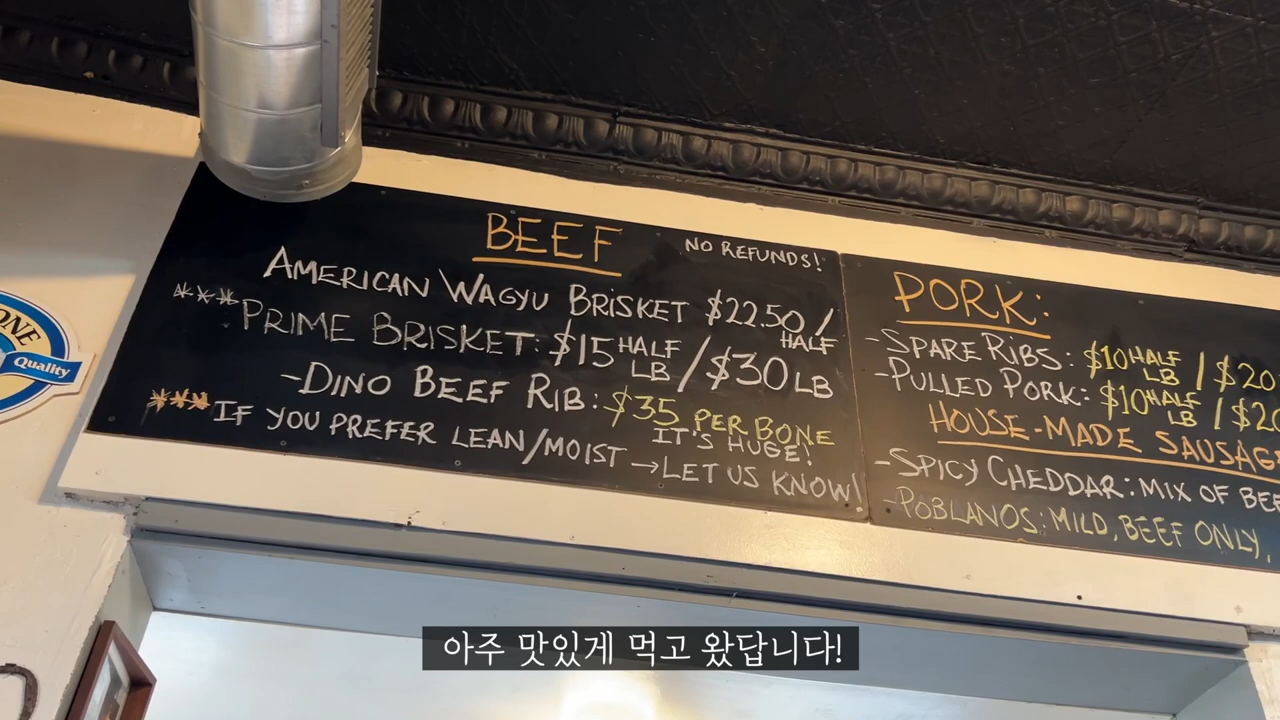 BEEF
NO REFUNDS!
AMERICAN WAGYU BRISKET $22.50/HALF
***PRIME BRISKET: $15 HALF LB / $30 LB
-DINO BEEF RIB: $35 PER BONE
IT'S HUGE!
***IF YOU PREFER LEAN/MOIST →LET US KNOW!
PORK:
-SPARE RIBS: $10 HALF LB / $20
-PULLED PORK: $10 HALF LB /
HOUSE-MADE
-SPICY CHEDDAR: MIX OF
-POBLANOS: MILD, BEEF ONLY,
Quality
아주 맛있게 먹고 왔답니다!